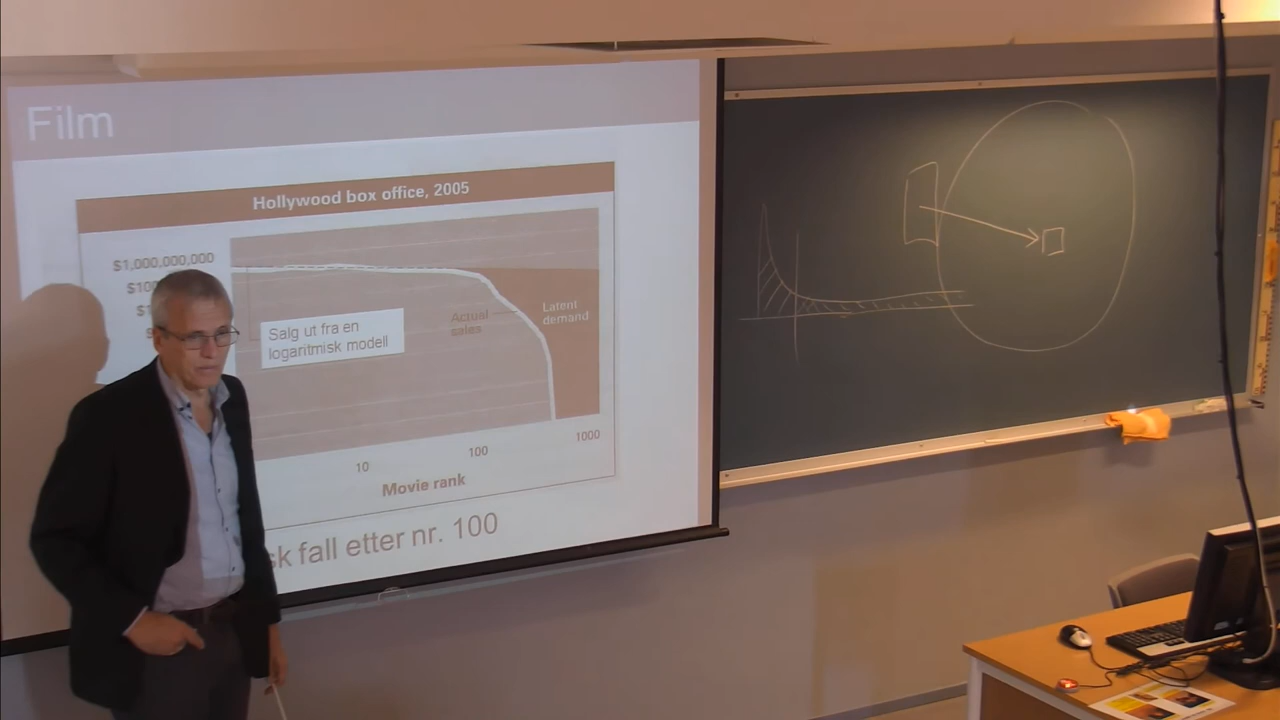 Film
Hollywood box office, 2005
$1,000,000,000
Salg ut fra en
logaritmisk modell
Actual
sales
Latent
demand
10
100
1000
Movie rank
fall etter nr. 100